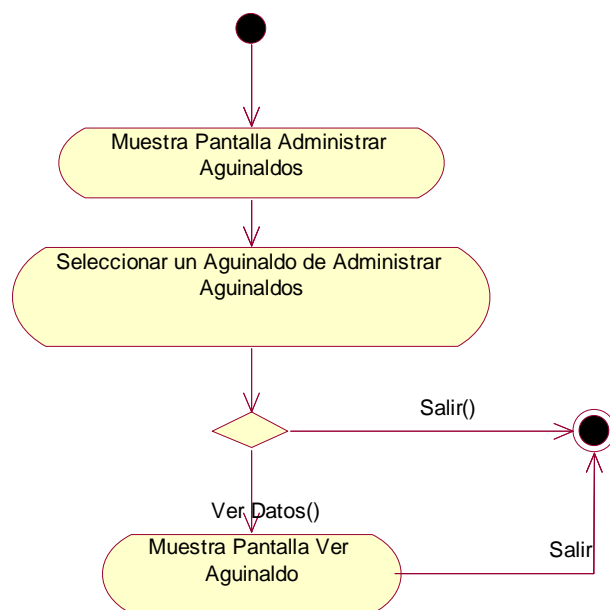 Muestra Pantalla Administrar
Aguinaldos
Seleccionar un Aguinaldo de Administrar
Aguinaldos
Salir()
Ver Datos()
Muestra Pantalla Ver
Aguinaldo
Salir